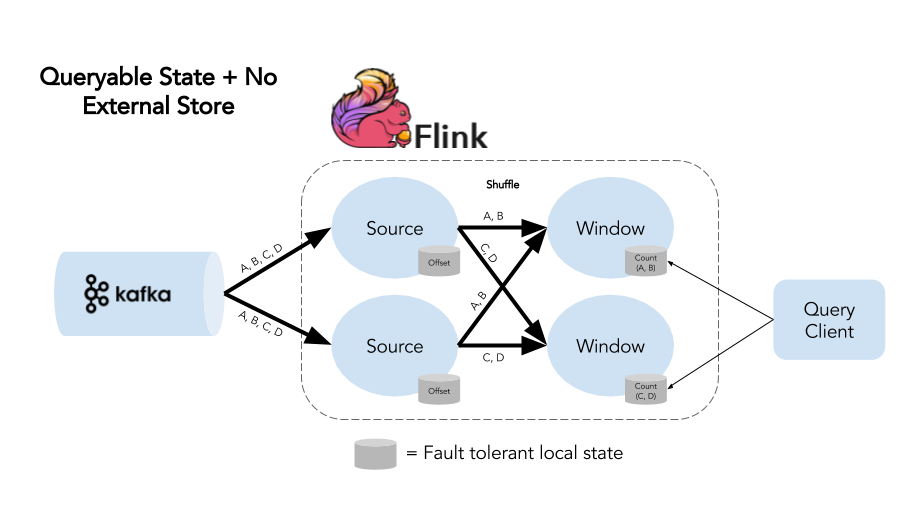 Queryable State + No
External Store
Flink
Shuffle
A, B
Source
Window
A, B, C, D
C, D
Offset
Count
(A, B)
kafka
A, B
Query
Client
A, B, C, D
Source
Window
C, D
Offset
Count
(C, D)
= Fault tolerant local state